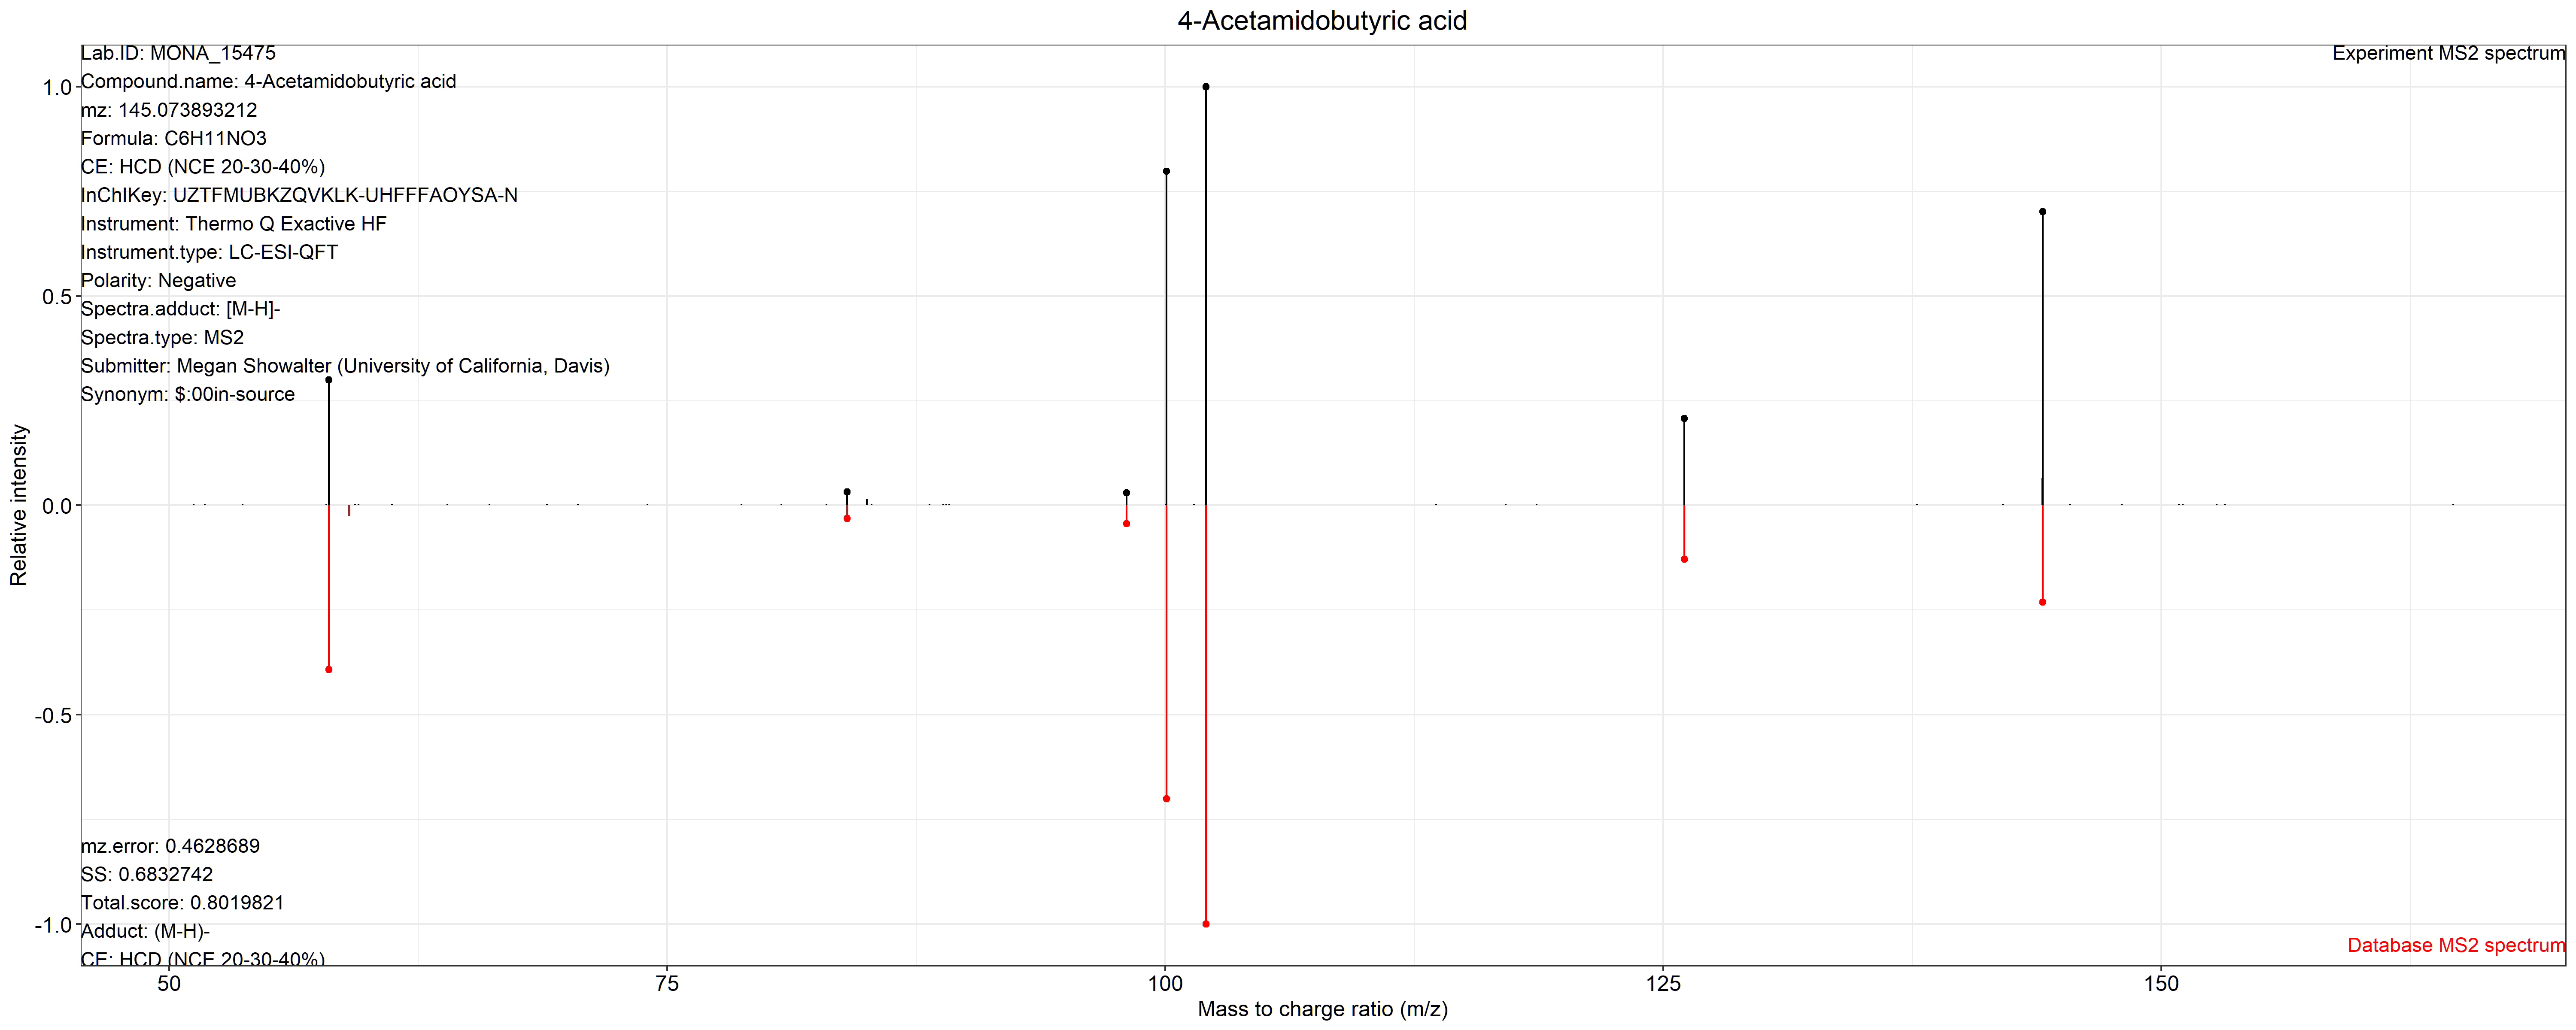 4-Acetamidobutyric acid
Lab.ID: MONA_15475
Experiment MS2 spectrum
Compound.name: 4-Acetamidobutyric acid
mz: 145.073893212
Formula: C6H11NO3
CE: HCD (NCE 20-30-40%)
InChIKey: UZTFMUBKZQVKLK-UHFFFAOYSA-N
Instrument: Thermo Q Exactive HF
Instrument.type: LC-ESI-QFT
Polarity: Negative
Spectra.adduct: [M-H]-
Spectra.type: MS2
Submitter: Megan Showalter (University of California, Davis)
Synonym: $:00in-source
1.0
0.5
0.0
-0.5
-1.0
Relative intensity
mz.error: 0.4628689
SS: 0.6832742
Total.score: 0.8019821
Adduct: (M-H)-
CE: HCD (NCE 20-30-40%)
Database MS2 spectrum
50 75 100 125 150
Mass to charge ratio (m/z)